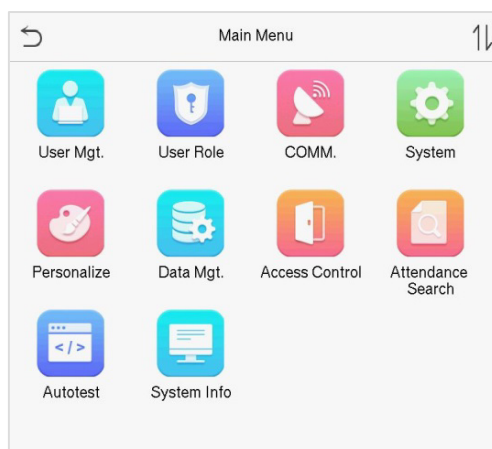 Main Menu
User Mgt.
User Role
COMM.
System
Personalize
Data Mgt.
Access Control
Attendance
Search
</>
Autotest
System Info